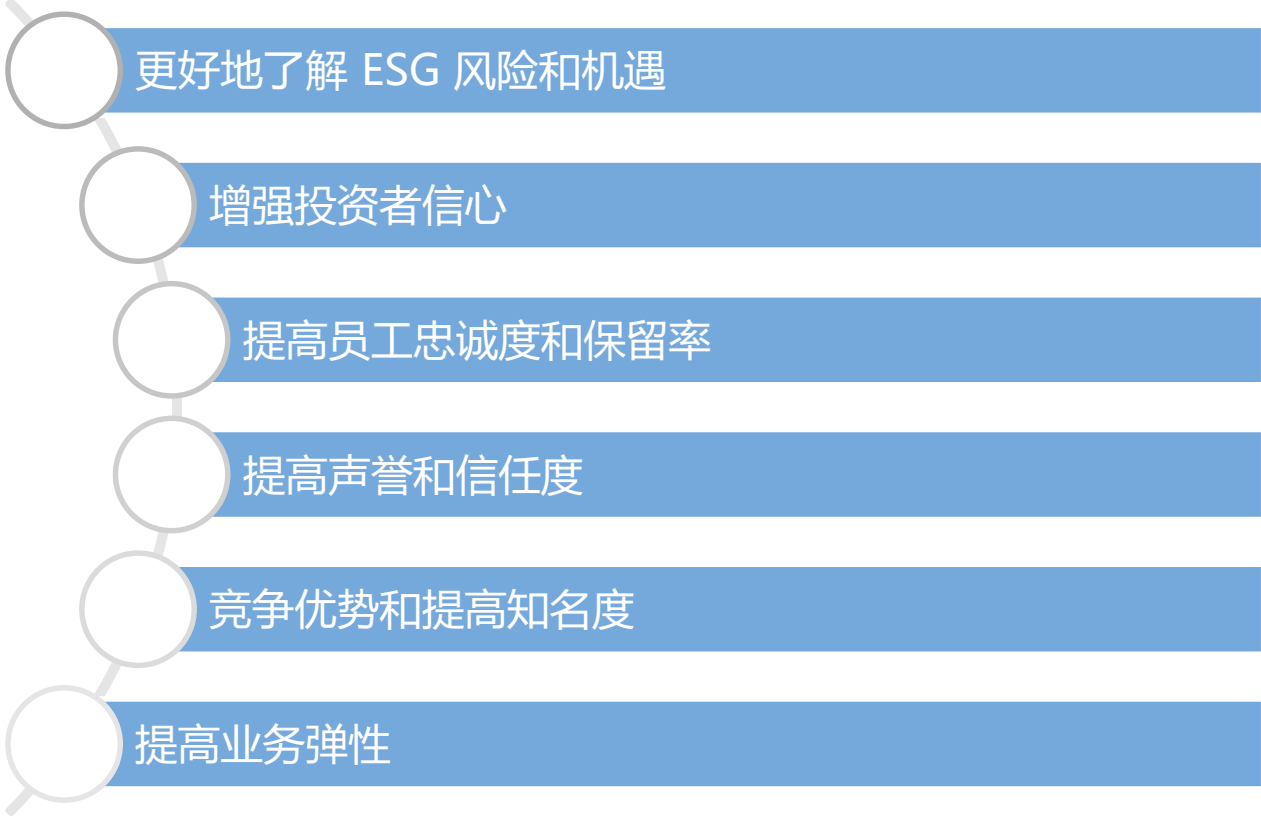 更好地了解 ESG 风险和机遇
增强投资者信心
提高员工忠诚度和保留率
提高声誉和信任度
竞争优势和提高知名度
提高业务弹性